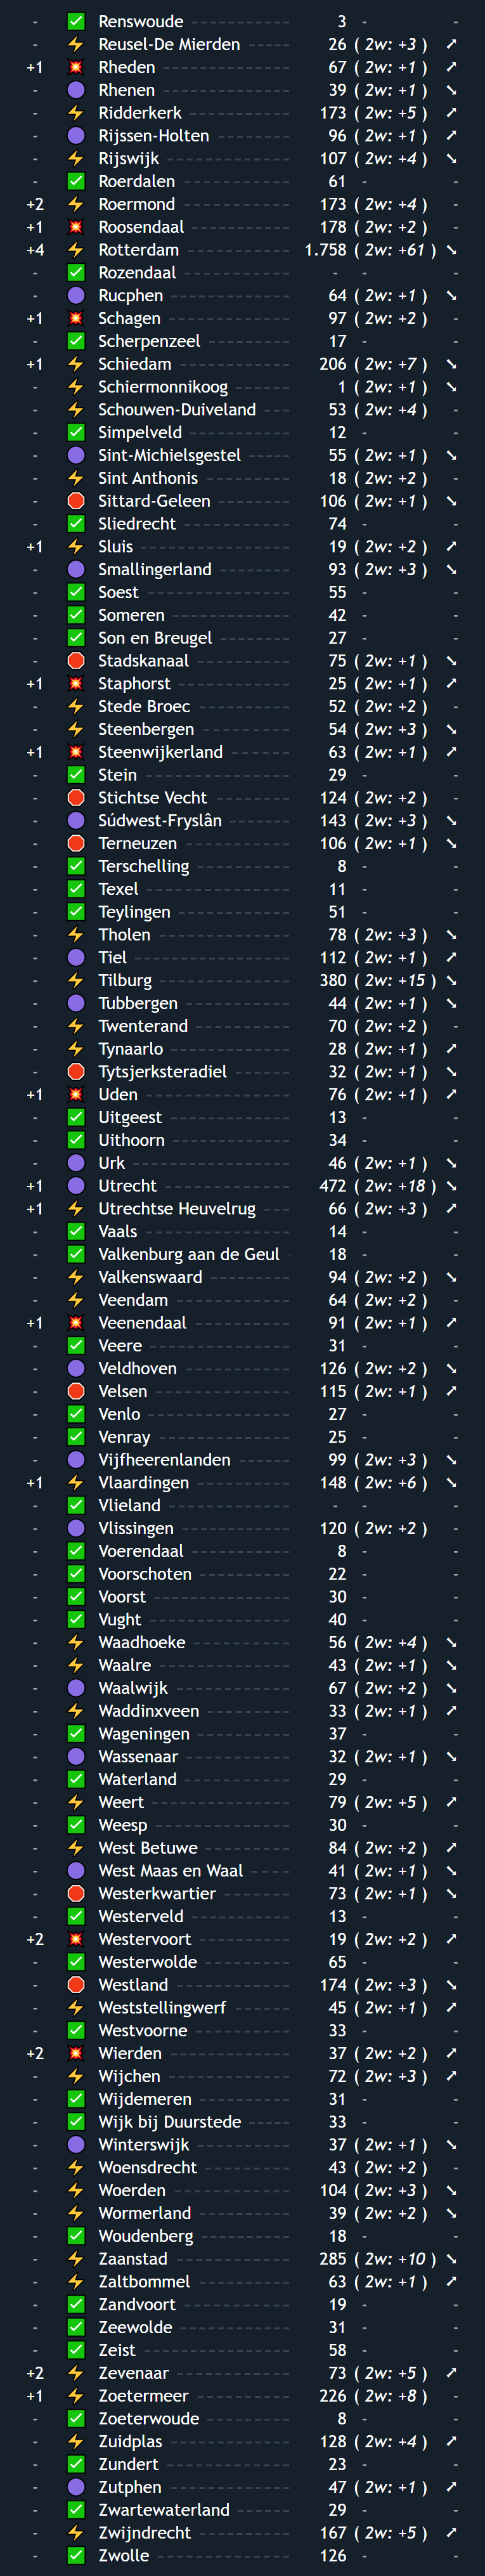 - ✅ Renswoude ------ 3 - -
- ⚡ Reusel-De Mierden ------ 26 ( 2w: +3 ) ➚
+1 💥 Rheden ------ 67 ( 2w: +1 ) ➚
- 🟣 Rhenen ------ 39 ( 2w: +1 ) ➘
- ⚡ Ridderkerk ------ 173 ( 2w: +5 ) ➚
- 🟣 Rijssen-Holten ------ 96 ( 2w: +1 ) ➚
- ⚡ Rijswijk ------ 107 ( 2w: +4 ) ➘
- ✅ Roerdalen ------ 61 - -
+2 ⚡ Roermond ------ 173 ( 2w: +4 ) -
+1 💥 Roosendaal ------ 178 ( 2w: +2 ) -
+4 ⚡ Rotterdam ------ 1.758 ( 2w: +61 ) ➘
- ✅ Rozendaal ------ - - -
- 🟣 Rucphen ------ 64 ( 2w: +1 ) ➘
+1 💥 Schagen ------ 97 ( 2w: +2 ) -
- ✅ Scherpenzeel ------ 17 - -
+1 ⚡ Schiedam ------ 206 ( 2w: +7 ) ➘
- ⚡ Schiermonnikoog ------ 1 ( 2w: +1 ) ➘
- ⚡ Schouwen-Duiveland ------ 53 ( 2w: +4 ) -
- ✅ Simpelveld ------ 12 - -
- 🟣 Sint-Michielsgestel ------ 55 ( 2w: +1 ) ➘
- ⚡ Sint Anthonis ------ 18 ( 2w: +2 ) -
- 🛑 Sittard-Geleen ------ 106 ( 2w: +1 ) ➘
- ✅ Sliedrecht ------ 74 - -
+1 ⚡ Sluis ------ 19 ( 2w: +2 ) ➚
- 🟣 Smallingerland ------ 93 ( 2w: +3 ) ➘
- ✅ Soest ------ 55 - -
- ✅ Someren ------ 42 - -
- ✅ Son en Breugel ------ 27 - -
- 🛑 Stadskanaal ------ 75 ( 2w: +1 ) ➘
+1 💥 Staphorst ------ 25 ( 2w: +1 ) ➚
- ⚡ Stede Broec ------ 52 ( 2w: +2 ) -
- ⚡ Steenbergen ------ 54 ( 2w: +3 ) ➘
+1 💥 Steenwijkerland ------ 63 ( 2w: +1 ) ➚
- ✅ Stein ------ 29 - -
- 🛑 Stichtse Vecht ------ 124 ( 2w: +2 ) -
- 🟣 Súdwest-Fryslân ------ 143 ( 2w: +3 ) ➘
- 🛑 Terneuzen ------ 106 ( 2w: +1 ) ➘
- ✅ Terschelling ------ 8 - -
- ✅ Texel ------ 11 - -
- ✅ Teylingen ------ 51 - -
- ⚡ Tholen ------ 78 ( 2w: +3 ) ➘
- 🟣 Tiel ------ 112 ( 2w: +1 ) ➚
- ⚡ Tilburg ------ 380 ( 2w: +15 ) ➘
- 🟣 Tubbergen ------ 44 ( 2w: +1 ) ➘
- ⚡ Twenterand ------ 70 ( 2w: +2 ) -
- ⚡ Tynaarlo ------ 28 ( 2w: +1 ) ➚
- 🛑 Tytsjerksteradiel ------ 32 ( 2w: +1 ) ➘
+1 💥 Uden ------ 76 ( 2w: +1 ) ➚
- ✅ Uitgeest ------ 13 - -
- ✅ Uithoorn ------ 34 - -
- 🟣 Urk ------ 46 ( 2w: +1 ) ➘
+1 🟣 Utrecht ------ 472 ( 2w: +18 ) ➘
+1 ⚡ Utrechtse Heuvelrug ------ 66 ( 2w: +3 ) ➚
- ✅ Vaals ------ 14 - -
- ✅ Valkenburg aan de Geul - 18 - -
- ⚡ Valkenswaard ------ 94 ( 2w: +2 ) ➘
- ⚡ Veendam ------ 64 ( 2w: +2 ) -
+1 💥 Veenendaal ------ 91 ( 2w: +1 ) ➚
- ✅ Veere ------ 31 - -
- 🟣 Veldhoven ------ 126 ( 2w: +2 ) ➘
- 🛑 Velsen ------ 115 ( 2w: +1 ) ➚
- ✅ Venlo ------ 27 - -
- ✅ Venray ------ 25 - -
- 🟣 Vijfheerenlanden ------ 99 ( 2w: +3 ) ➘
+1 ⚡ Vlaardingen ------ 148 ( 2w: +6 ) ➘
- ✅ Vlieland ------ - - -
- 🟣 Vlissingen ------ 120 ( 2w: +2 ) -
- ✅ Voerendaal ------ 8 - -
- ✅ Voorschoten ------ 22 - -
- ✅ Voorst ------ 30 - -
- ✅ Vught ------ 40 - -
- ⚡ Waadhoeke ------ 56 ( 2w: +4 ) ➘
- ⚡ Waalre ------ 43 ( 2w: +1 ) ➘
- 🟣 Waalwijk ------ 67 ( 2w: +2 ) ➘
- ⚡ Waddinxveen ------ 33 ( 2w: +1 ) ➚
- ✅ Wageningen ------ 37 - -
- 🟣 Wassenaar ------ 32 ( 2w: +1 ) ➘
- ✅ Waterland ------ 29 - -
- ⚡ Weert ------ 79 ( 2w: +5 ) ➚
- ✅ Weesp ------ 30 - -
- ⚡ West Betuwe ------ 84 ( 2w: +2 ) ➚
- 🟣 West Maas en Waal ------ 41 ( 2w: +1 ) ➘
- 🛑 Westerkwartier ------ 73 ( 2w: +1 ) ➘
- ✅ Westerveld ------ 13 - -
+2 💥 Westervoort ------ 19 ( 2w: +2 ) ➚
- ✅ Westerwolde ------ 65 - -
- 🛑 Westland ------ 174 ( 2w: +3 ) ➘
- ⚡ Weststellingwerf ------ 45 ( 2w: +1 ) ➚
- ✅ Westvoorne ------ 33 - -
+2 💥 Wierden ------ 37 ( 2w: +2 ) ➚
- ⚡ Wijchen ------ 72 ( 2w: +3 ) ➚
- ✅ Wijdemeren ------ 31 - -
- ✅ Wijk bij Duurstede ------ 33 - -
- 🟣 Winterswijk ------ 37 ( 2w: +1 ) ➘
- ⚡ Woensdrecht ------ 43 ( 2w: +2 ) -
- ⚡ Woerden ------ 104 ( 2w: +3 ) ➘
- ⚡ Wormerland ------ 39 ( 2w: +2 ) ➘
- ✅ Woudenberg ------ 18 - -
- ⚡ Zaanstad ------ 285 ( 2w: +10 ) ➘
- ⚡ Zaltbommel ------ 63 ( 2w: +1 ) ➚
- ✅ Zandvoort ------ 19 - -
- ✅ Zeewolde ------ 31 - -
- ✅ Zeist ------ 58 - -
+2 ⚡ Zevenaar ------ 73 ( 2w: +5 ) ➚
+1 ⚡ Zoetermeer ------ 226 ( 2w: +8 ) -
- ✅ Zoeterwoude ------ 8 - -
- ⚡ Zuidplas ------ 128 ( 2w: +4 ) ➚
- ✅ Zundert ------ 23 - -
- 🟣 Zutphen ------ 47 ( 2w: +1 ) ➚
- ✅ Zwartewaterland ------ 29 - -
- ⚡ Zwijndrecht ------ 167 ( 2w: +5 ) ➚
- ✅ Zwolle ------ 126 - -